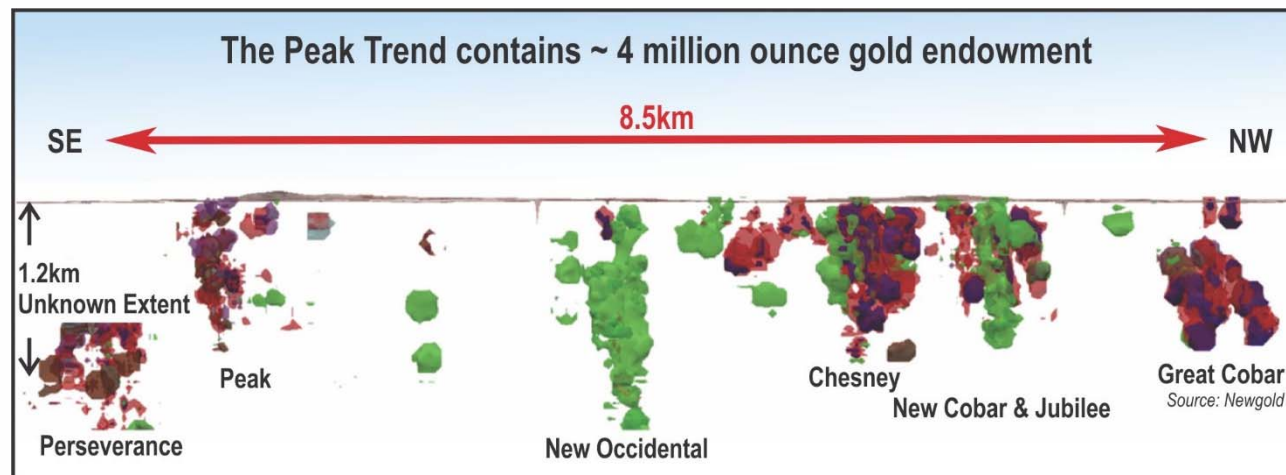 The Peak Trend contains ~ 4 million ounce gold endowment
8.5km
SE
NW
1.2km
Unknown Extent
Perseverance
Peak
New Occidental
Chesney
New Cobar & Jubilee
Great Cobar
Source: Newgold